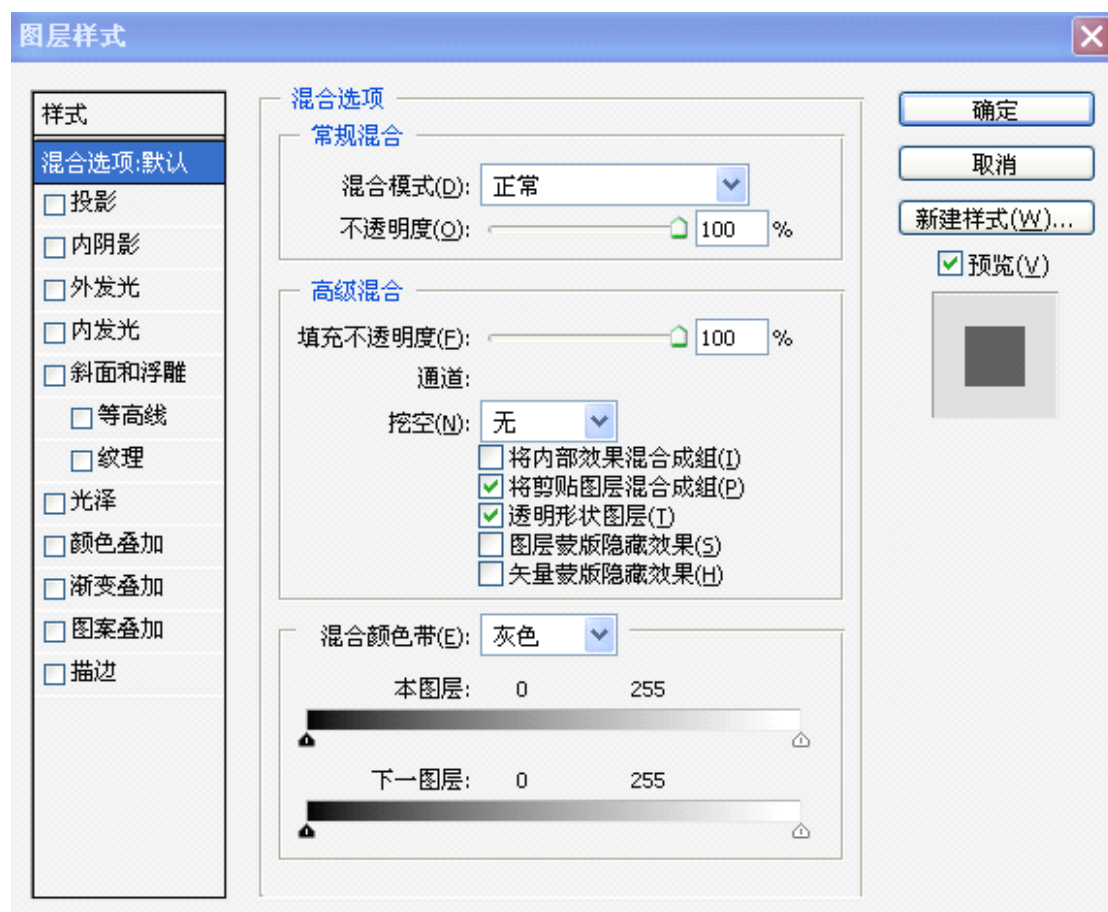 图层样式
样式
混合选项:默认
投影
内阴影
外发光
内发光
斜面和浮雕
等高线
纹理
光泽
颜色叠加
渐变叠加
图案叠加
描边
混合选项
常规混合
混合模式(D): 正常
不透明度(O): 100 %
高级混合
填充不透明度(F): 100 %
通道:
挖空(N): 无
将内部效果混合成组(I)
将剪贴图层混合成组(P)
透明形状图层(T)
图层蒙版隐藏效果(S)
矢量蒙版隐藏效果(H)
混合颜色带(E): 灰色
本图层: 0 255
下一图层: 0 255
确定
取消
新建样式(W)...
预览(V)